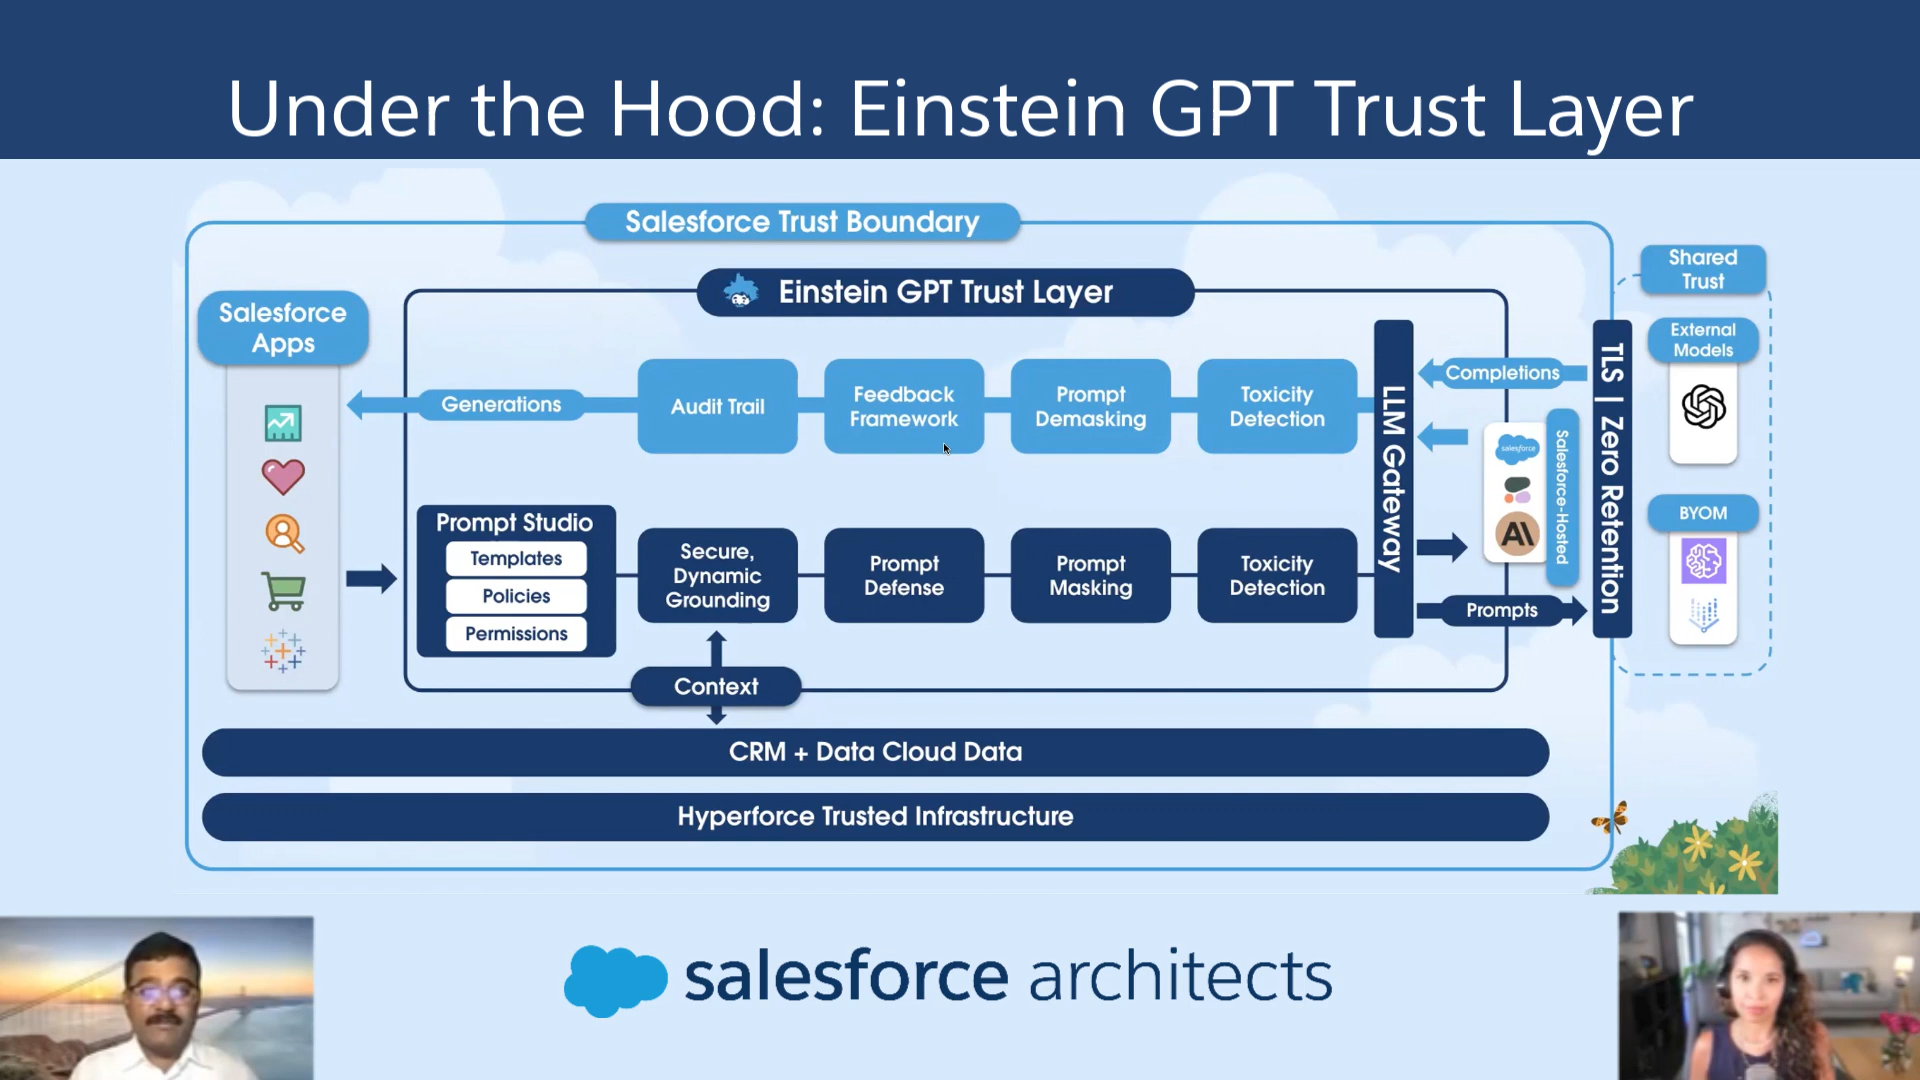 Under the Hood: Einstein GPT Trust Layer
Salesforce Trust Boundary
Einstein GPT Trust Layer
Shared
Trust
Salesforce
Apps
External
Models
Generations
Audit Trail
Feedback
Framework
Prompt
Demasking
Toxicity
Detection
LLM Gateway
Completions
TLS | Zero Retention
salesforce
AI
Salesforce-Hosted
BYOM
Prompt Studio
Templates
Policies
Permissions
Secure,
Dynamic
Grounding
Prompt
Defense
Prompt
Masking
Toxicity
Detection
Prompts
Context
CRM + Data Cloud Data
Hyperforce Trusted Infrastructure
salesforce architects